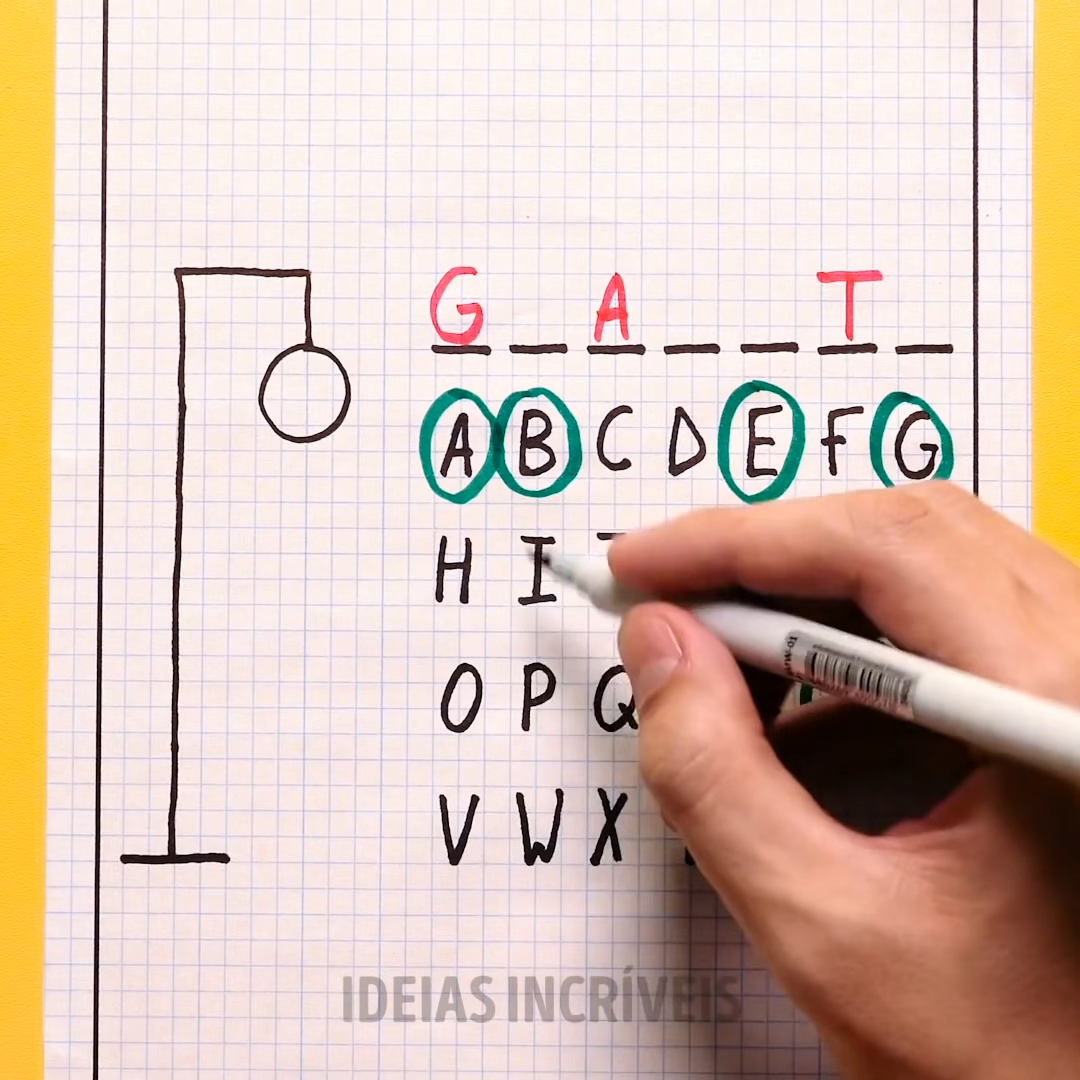 G A T
A B C D E F G
H I
O P Q
V W X
IDEIAS INCRÍVEIS